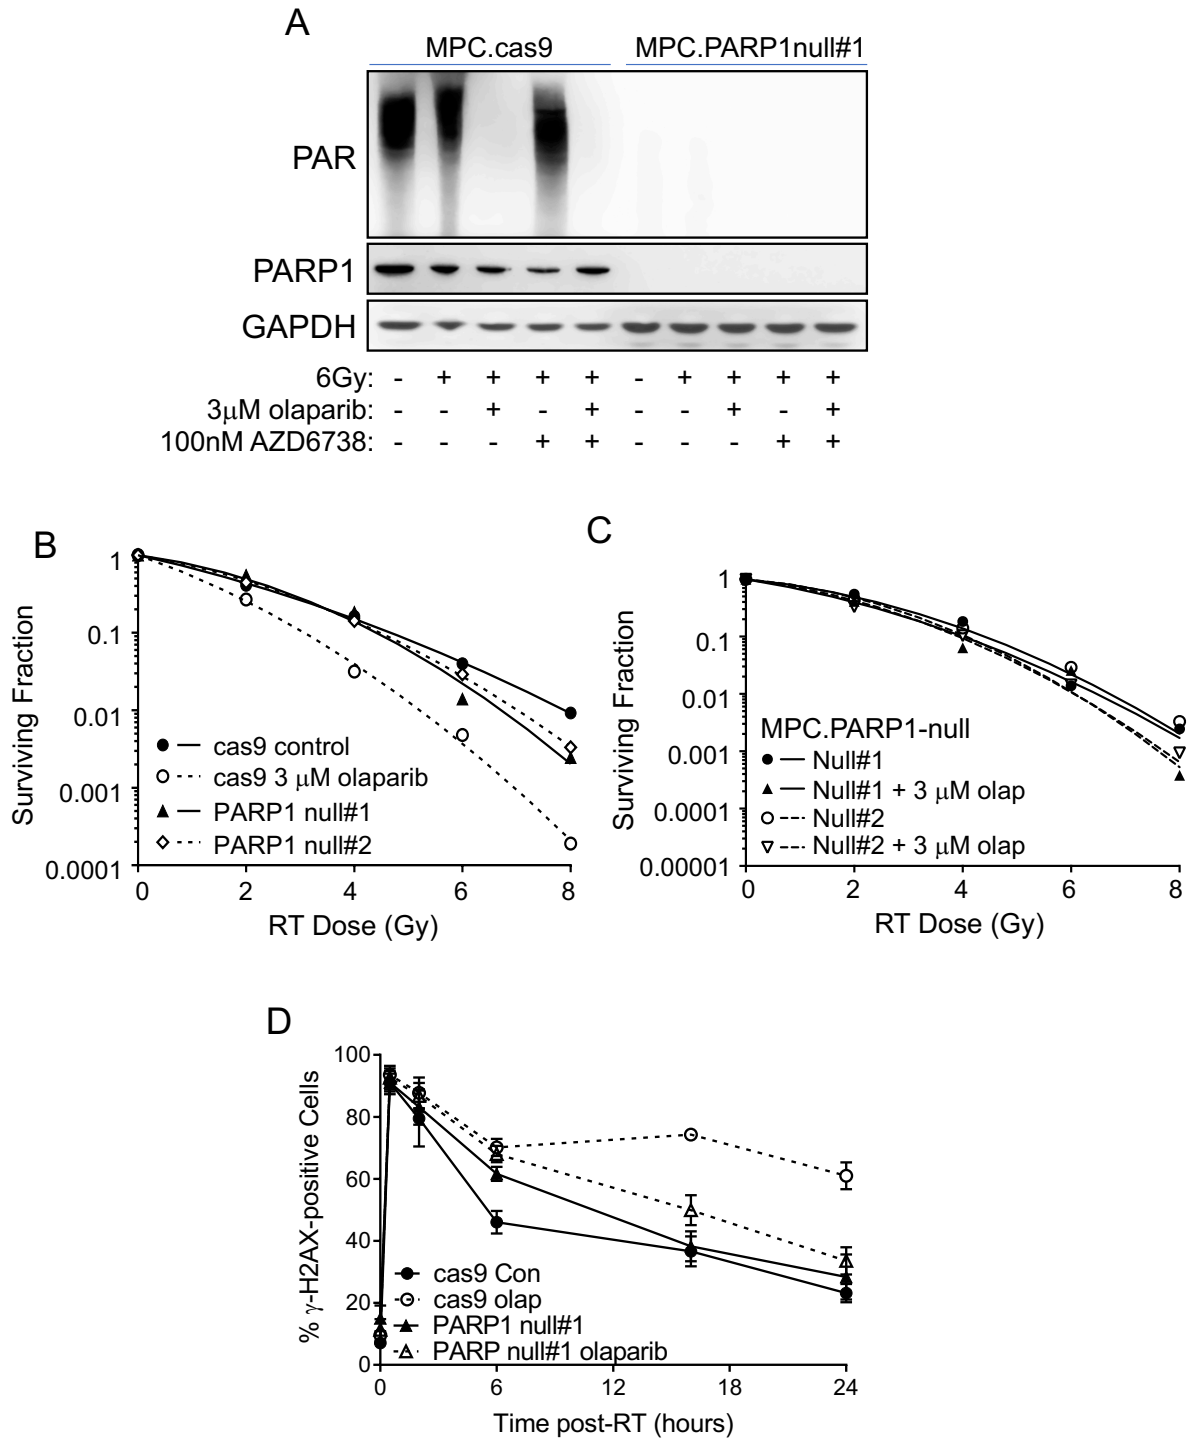 A
MPC.cas9 MPC.PARP1null#1
PAR
PARP1
GAPDH
6Gy: - + + + + - + + + +
3μM olaparib: - - + - + - - + - +
100nM AZD6738: - - - + + - - - + +
B
Surviving Fraction
1
0.1
0.01
0.001
0.0001
cas9 control
cas9 3 μM olaparib
PARP1 null#1
PARP1 null#2
0 2 4 6 8
RT Dose (Gy)
C
Surviving Fraction
1
0.1
0.01
0.001
0.0001
0.00001
MPC.PARP1-null
Null#1
Null#1 + 3 μM olap
Null#2
Null#2 + 3 μM olap
0 2 4 6 8
RT Dose (Gy)
D
% γ-H2AX-positive Cells
100
80
60
40
20
0
cas9 Con
cas9 olap
PARP1 null#1
PARP null#1 olaparib
0 6 12 18 24
Time post-RT (hours)